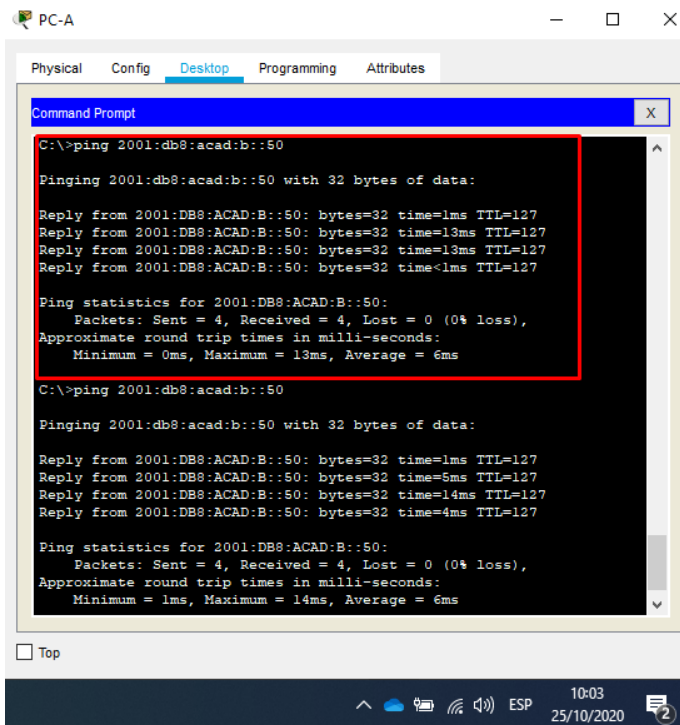 PC-A
Physical Config Desktop Programming Attributes
Command Prompt X
C:\>ping 2001:db8:acad:b::50
Pinging 2001:db8:acad:b::50 with 32 bytes of data:
Reply from 2001:DB8:ACAD:B::50: bytes=32 time=1ms TTL=127
Reply from 2001:DB8:ACAD:B::50: bytes=32 time=13ms TTL=127
Reply from 2001:DB8:ACAD:B::50: bytes=32 time=13ms TTL=127
Reply from 2001:DB8:ACAD:B::50: bytes=32 time<1ms TTL=127
Ping statistics for 2001:DB8:ACAD:B::50:
Packets: Sent = 4, Received = 4, Lost = 0 (0% loss),
Approximate round trip times in milli-seconds:
Minimum = 0ms, Maximum = 13ms, Average = 6ms
C:\>ping 2001:db8:acad:b::50
Pinging 2001:db8:acad:b::50 with 32 bytes of data:
Reply from 2001:DB8:ACAD:B::50: bytes=32 time=1ms TTL=127
Reply from 2001:DB8:ACAD:B::50: bytes=32 time=5ms TTL=127
Reply from 2001:DB8:ACAD:B::50: bytes=32 time=14ms TTL=127
Reply from 2001:DB8:ACAD:B::50: bytes=32 time=4ms TTL=127
Ping statistics for 2001:DB8:ACAD:B::50:
Packets: Sent = 4, Received = 4, Lost = 0 (0% loss),
Approximate round trip times in milli-seconds:
Minimum = 1ms, Maximum = 14ms, Average = 6ms
Top
ESP
10:03
25/10/2020
2